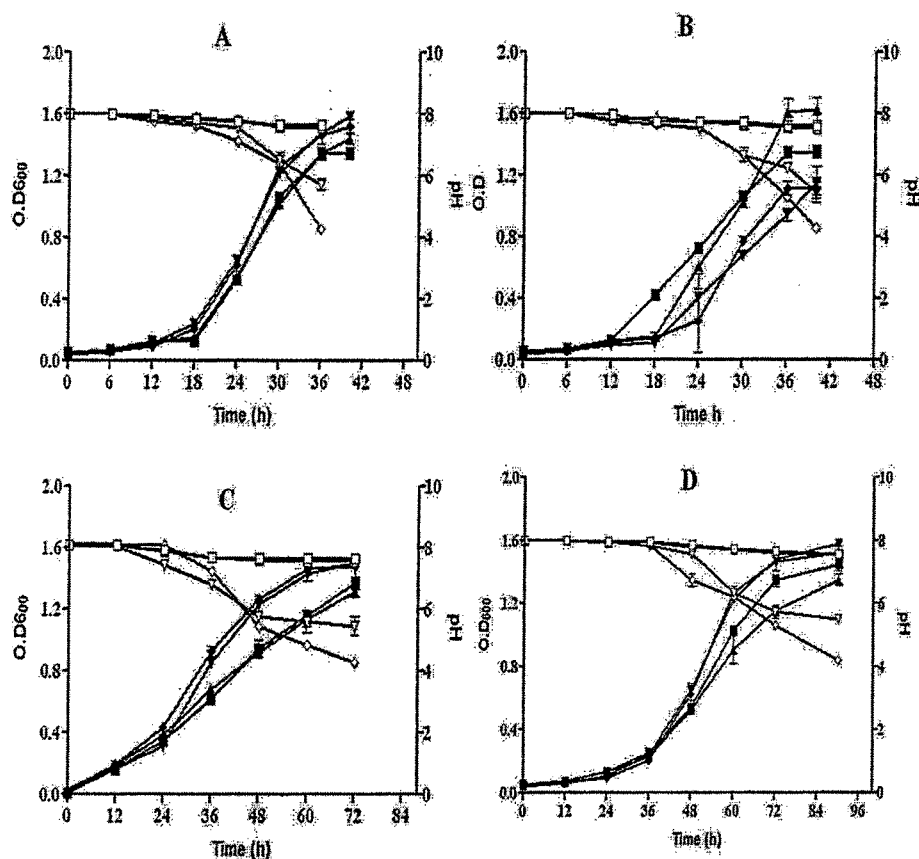 A
B
2.0 10 2.0 10
1.6 8 1.6 8
1.2 6 1.2 6
O.D600 pH O.D. pH
0.8 4 0.8 4
0.4 2 0.4 2
0.0 0 0.0 0
0 6 12 18 24 30 36 42 48 0 6 12 18 24 30 36 42 48
Time (h) Time h
C
D
2.0 10 2.0 10
1.6 8 1.6 8
1.2 6 1.2 6
O.D600 pH O.D600 pH
0.8 4 0.8 4
0.4 2 0.4 2
0.0 0 0.0 0
0 12 24 36 48 60 72 84 0 12 24 36 48 60 72 84 96
Time (h) Time (h)